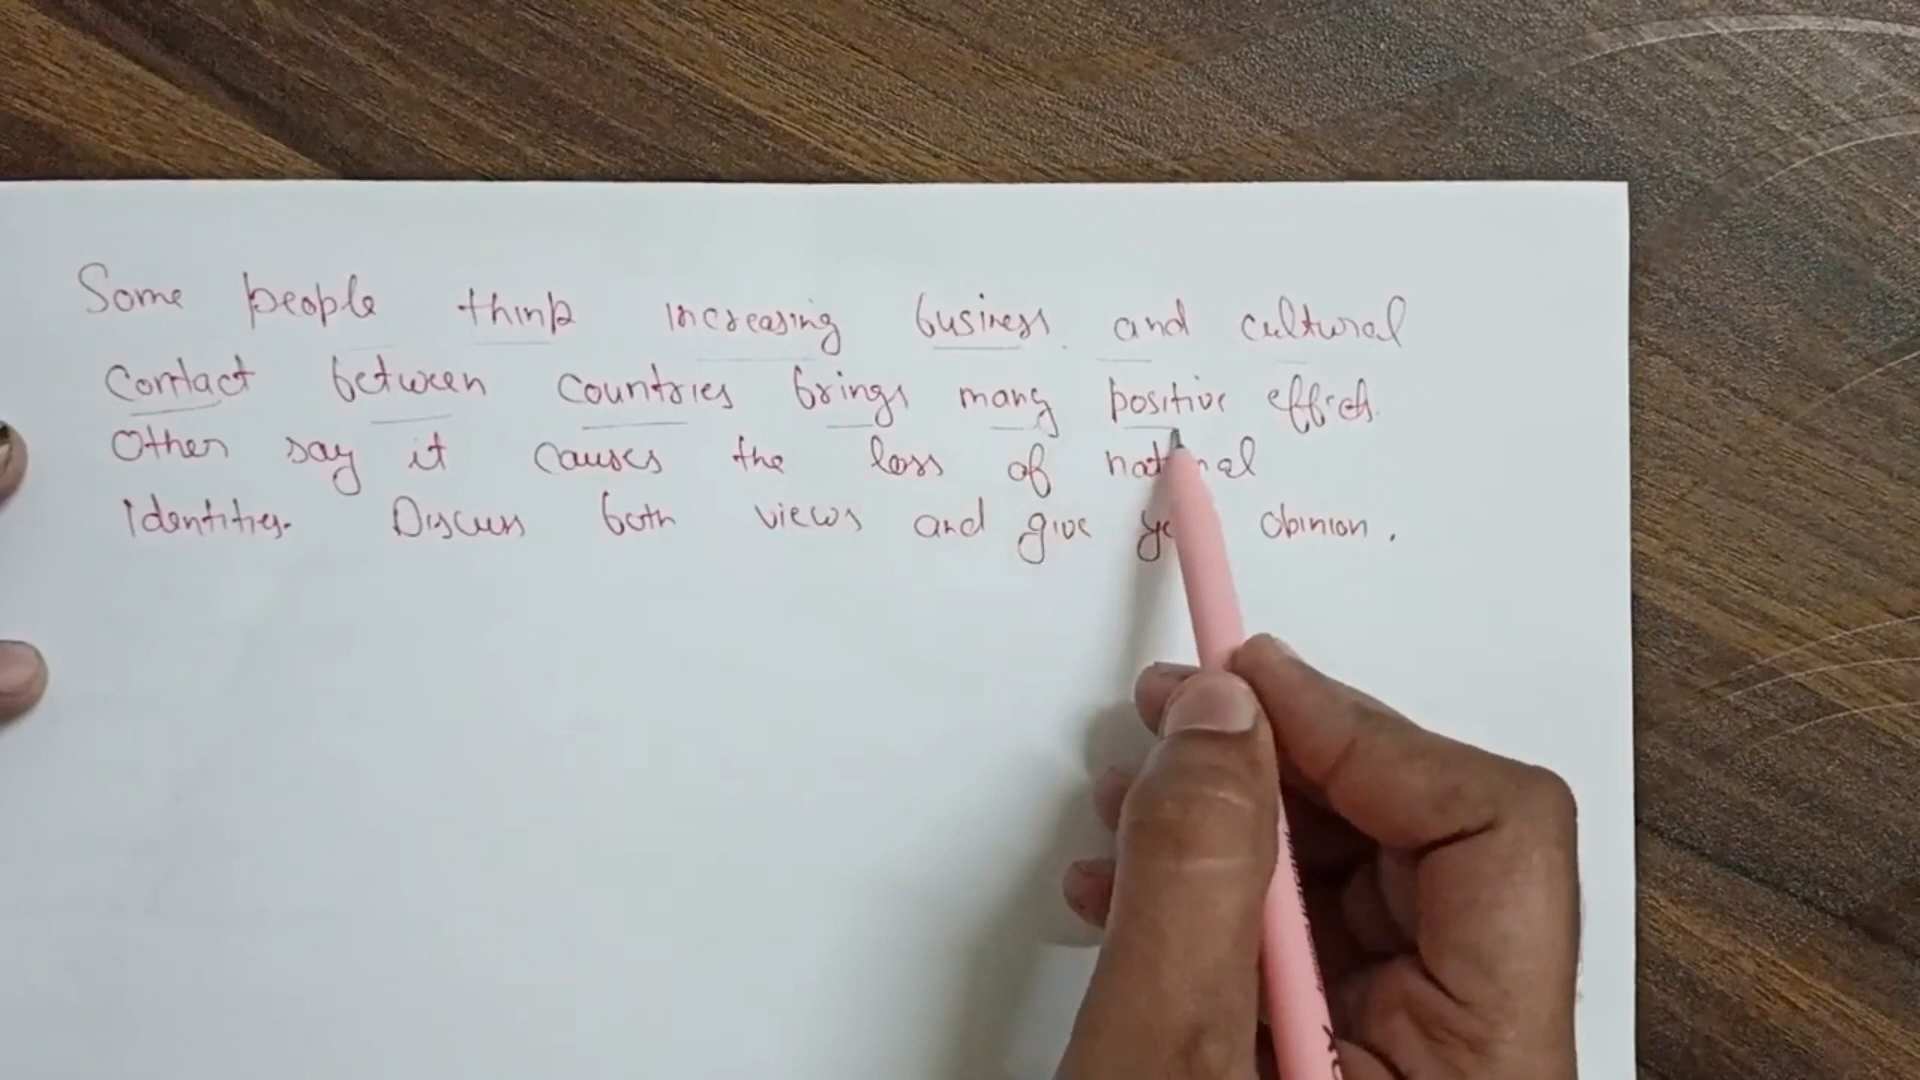 Some people think increasing business and cultural
Contact between countries brings many positive effects.
Other say it causes the loss of national
identities. Discuss both views and give opinion.